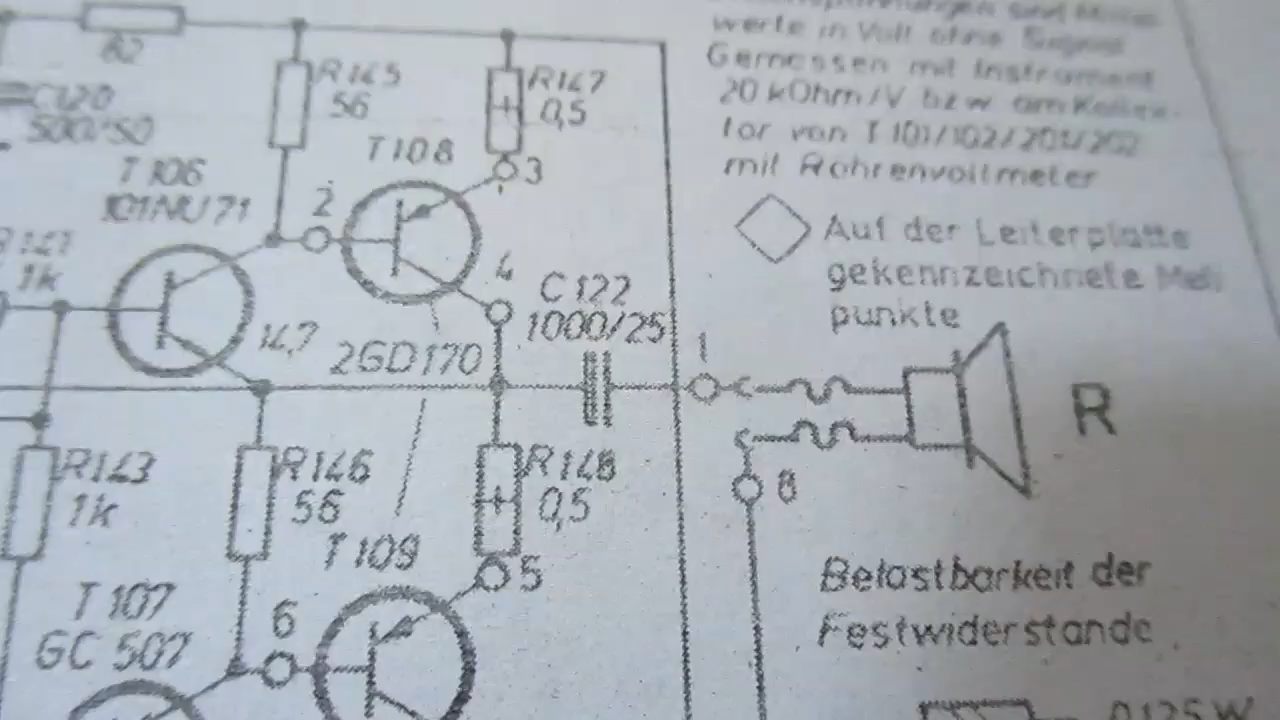 werte in Volt ohne Signal
Gemessen mit Instrument
20 kOhm/V bzw am Kollek-
tor von T 101/102/201/202
mit Röhrenvoltmeter
Auf der Leiterplatte
gekennzeichnete Meß
punkte
82
C120
500/50
R145
56
R147
0,5
T108
3
T106
101NU71
2
R141
1k
4
C122
1000/25
14,7
2GD170
1
R
R143
1k
R146
56
R148
0,5
8
T109
5
T107
GC 507
6
Belastbarkeit der
Festwiderstände
0,125 W